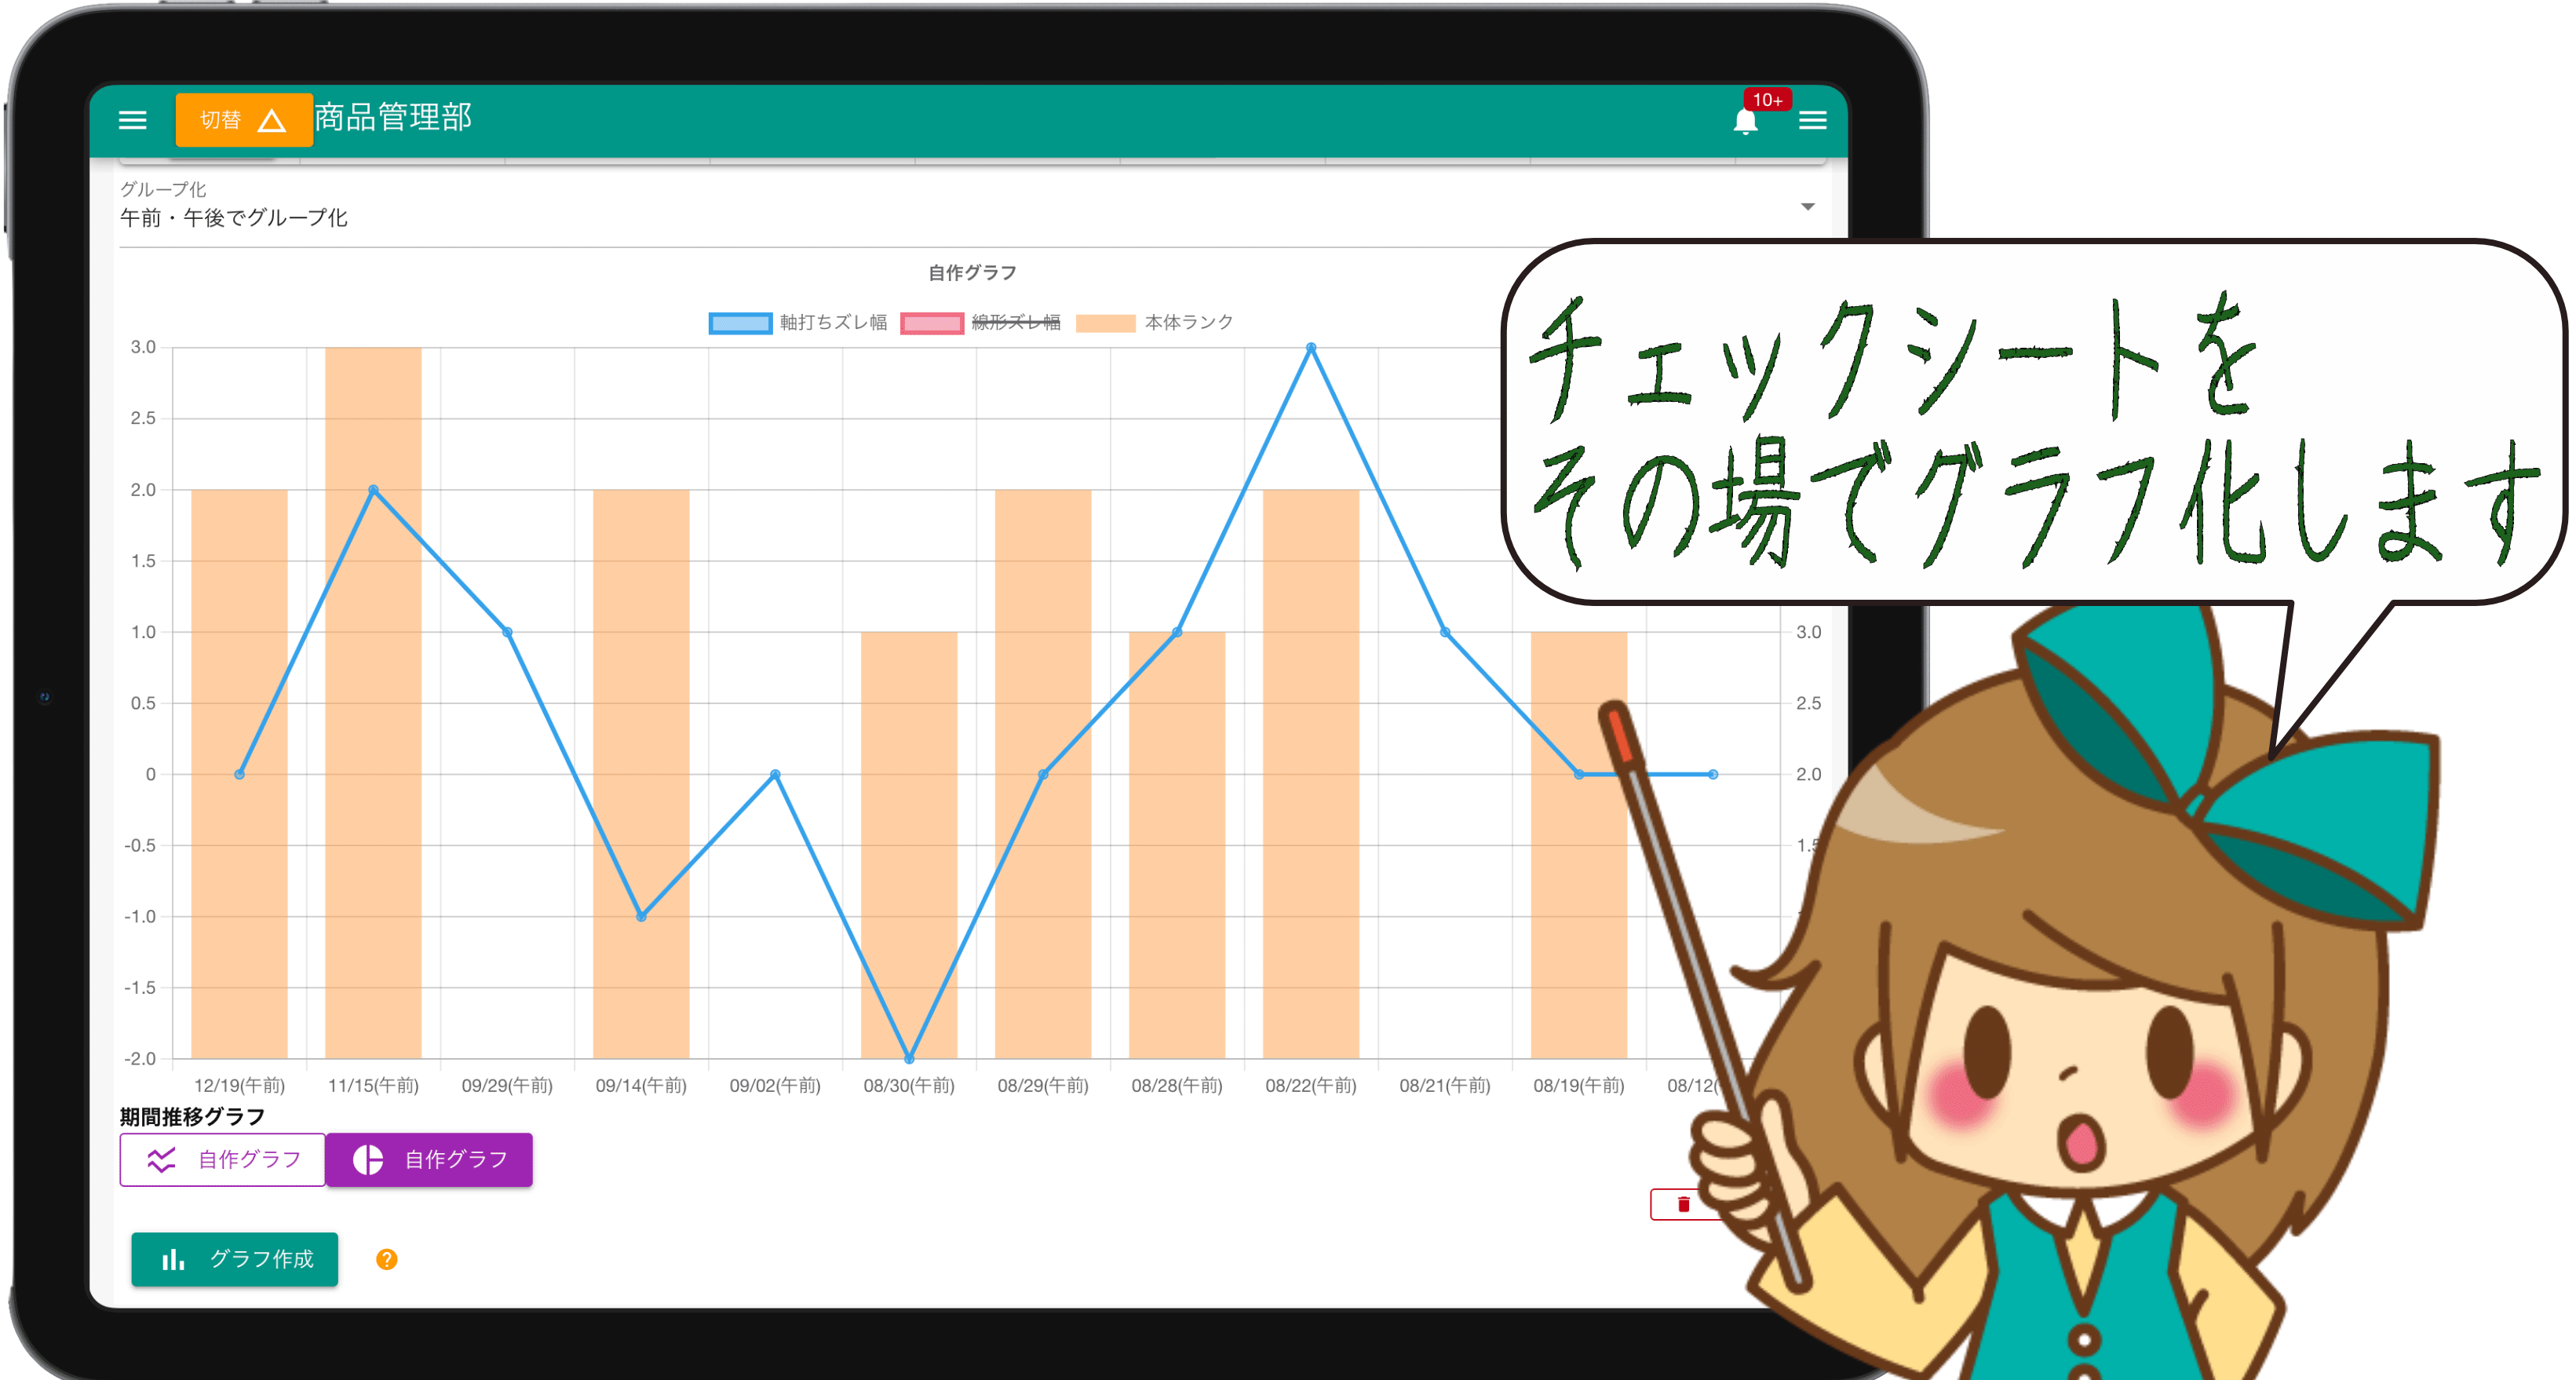 切替 商品管理部 10+
グループ化
午前・午後でグループ化
自作グラフ
軸打ちズレ幅 線形ズレ幅 本体ランク
チェックシートを
その場でグラフ化します
3.0
2.5
2.0
1.5
1.0 3.0
0.5 2.5
0 2.0
-0.5
-1.0
-1.5
-2.0
12/19(午前) 11/15(午前) 09/29(午前) 09/14(午前) 09/02(午前) 08/30(午前) 08/29(午前) 08/28(午前) 08/22(午前) 08/21(午前) 08/19(午前) 08/12(
期間推移グラフ
自作グラフ 自作グラフ
グラフ作成 ?